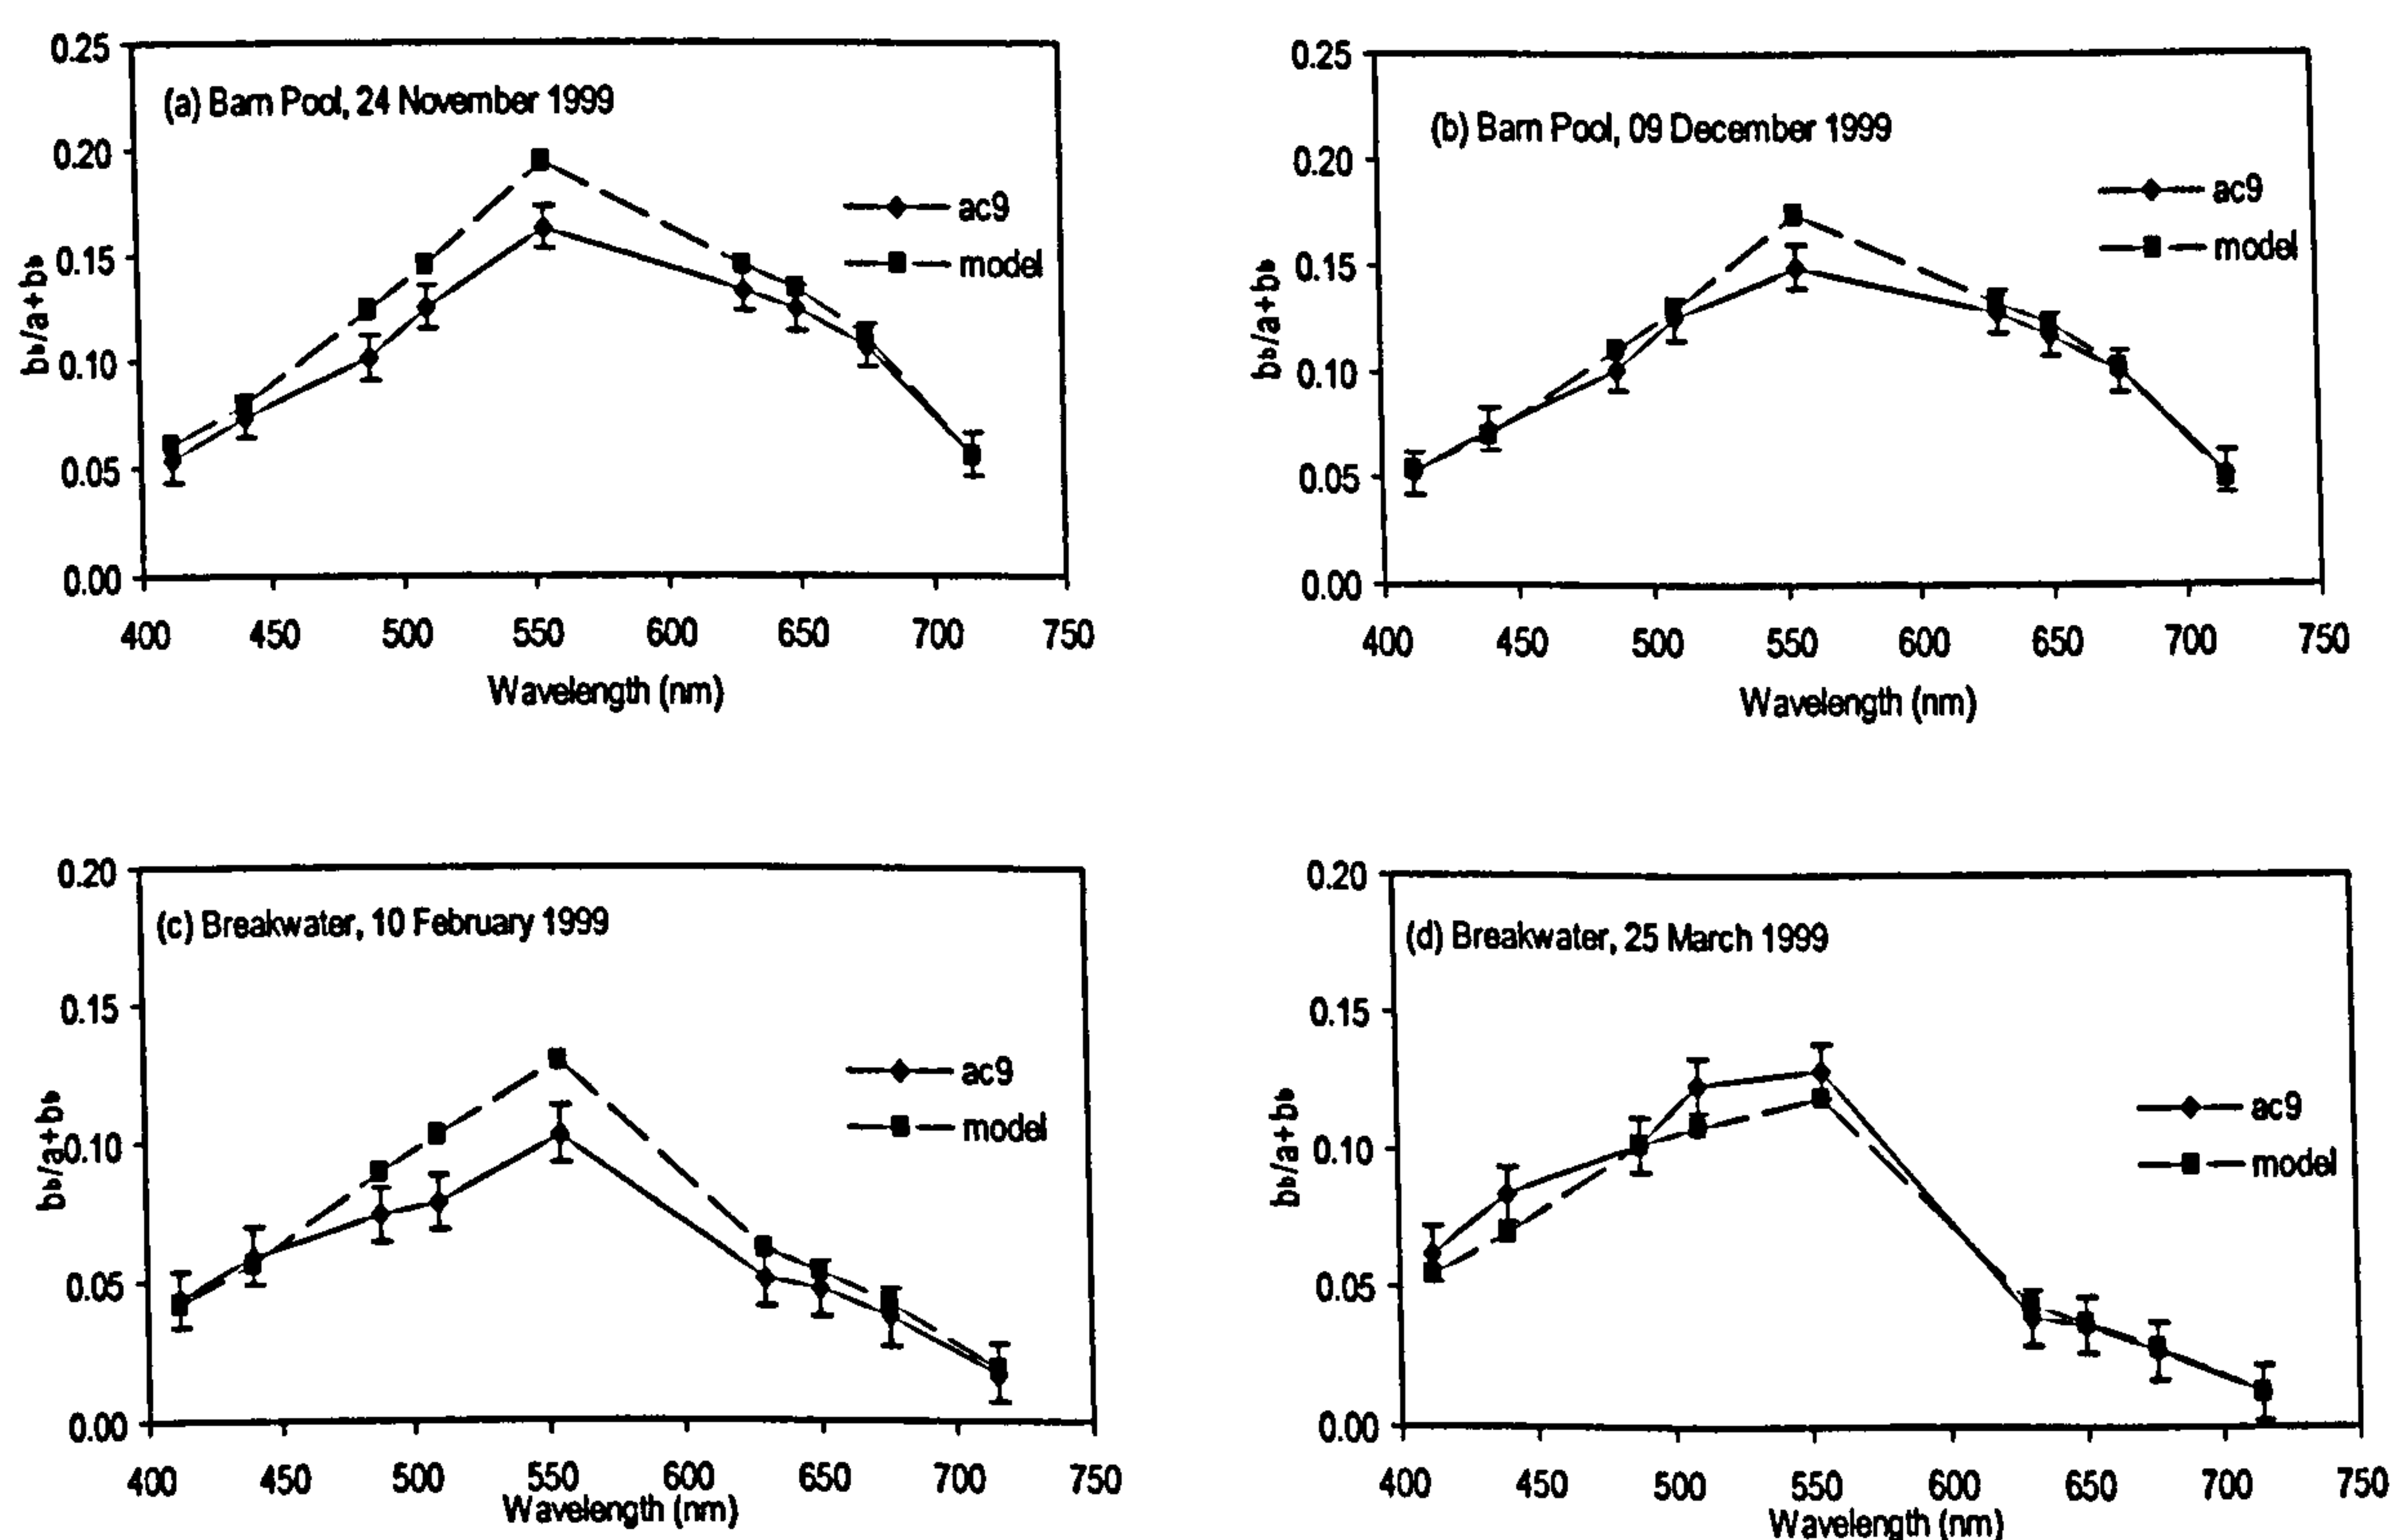 (a) Barn Pool, 24 November 1999
0.25
0.20
0.15
0.10
0.05
0.00
bb/a+bb
ac9
model
400 450 500 550 600 650 700 750
Wavelength (nm)
(b) Barn Pool, 09 December 1999
0.25
0.20
0.15
0.10
0.05
0.00
bb/a+bb
ac9
model
400 450 500 550 600 650 700 750
Wavelength (nm)
(c) Breakwater, 10 February 1999
0.20
0.15
0.10
0.05
0.00
bb/a+bb
ac9
model
400 450 500 550 600 650 700 750
Wavelength (nm)
(d) Breakwater, 25 March 1999
0.20
0.15
0.10
0.05
0.00
bb/a+bb
ac9
model
400 450 500 550 600 650 700 750
Wavelength (nm)